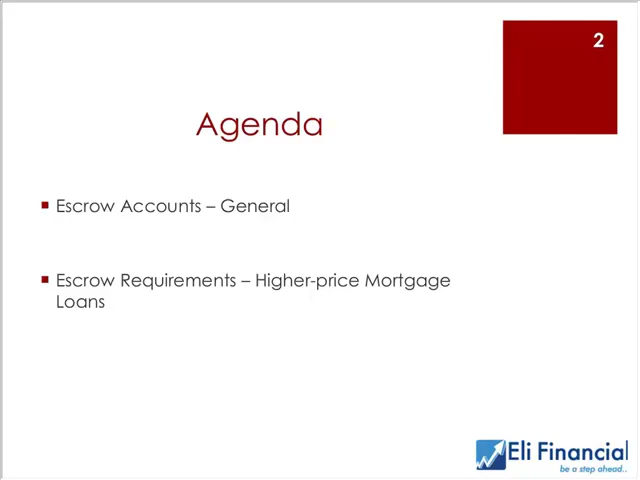 2
Agenda
Escrow Accounts – General
Escrow Requirements – Higher-price Mortgage
Loans
Eli Financial
be a step ahead..